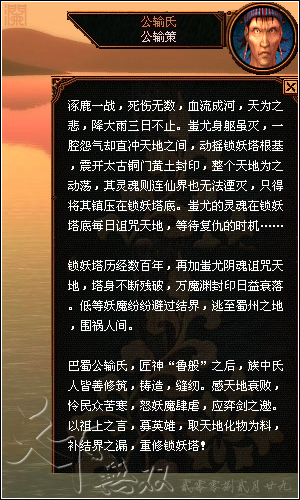 公输氏
公输策
逐鹿一战，死伤无数，血流成河，天为之
悲，降大雨三日不止。蚩尤身躯虽灭，一
腔怨气却直冲天地之间，动摇锁妖塔根基
，震开太古铜门黄土封印，整个天地为之
动荡，其灵魂则连仙界也无法湮灭，只得
将其镇压在锁妖塔底。蚩尤的灵魂在锁妖
塔底每日诅咒天地，等待复仇的时机……
锁妖塔历经数百年，再加蚩尤阴魂诅咒天
地，塔身不断残破，万魔渊封印日益衰落
。低等妖魔纷纷避过结界，逃至蜀州之地
，围祸人间。
巴蜀公输氏，匠神“鲁般”之后，族中氏
人皆善修筑，铸造，缝纫。感天地衰败，
怜民众苦寒，怒妖魔肆虐，应弈剑之邀。
以祖上之言，募英雄，取天地化物为料，
补结界之漏，重修锁妖塔！
天下無双
贰零零捌贰月廿九